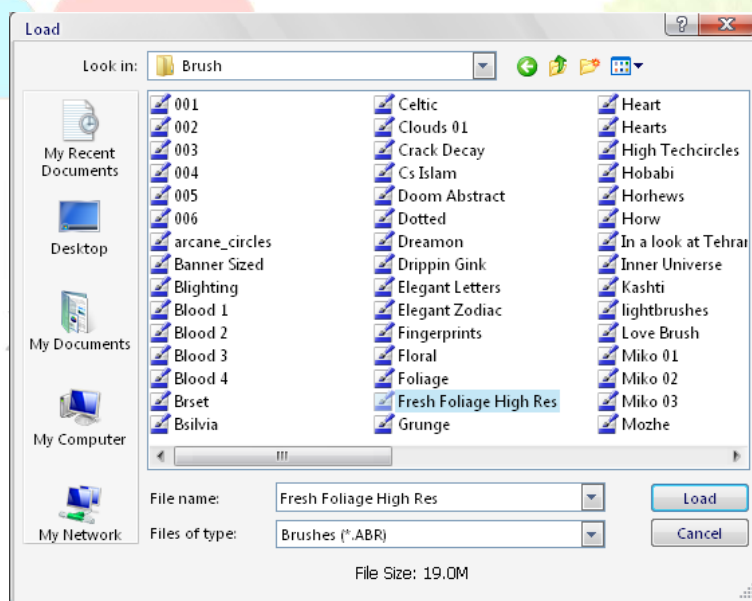 Load
Look in:
Brush
My Recent
Documents
Desktop
My Documents
My Computer
My Network
001
002
003
004
005
006
arcane_circles
Banner Sized
Blighting
Blood 1
Blood 2
Blood 3
Blood 4
Brset
Bsilvia
Celtic
Clouds 01
Crack Decay
Cs Islam
Doom Abstract
Dotted
Dreamon
Drippin Gink
Elegant Letters
Elegant Zodiac
Fingerprints
Floral
Foliage
Fresh Foliage High Res
Grunge
Heart
Hearts
High Techcircles
Hobabi
Horhews
Horw
In a look at Tehrar
Inner Universe
Kashti
lightbrushes
Love Brush
Miko 01
Miko 02
Miko 03
Mozhe
File name:
Fresh Foliage High Res
Load
Files of type:
Brushes (*.ABR)
Cancel
File Size: 19.0M